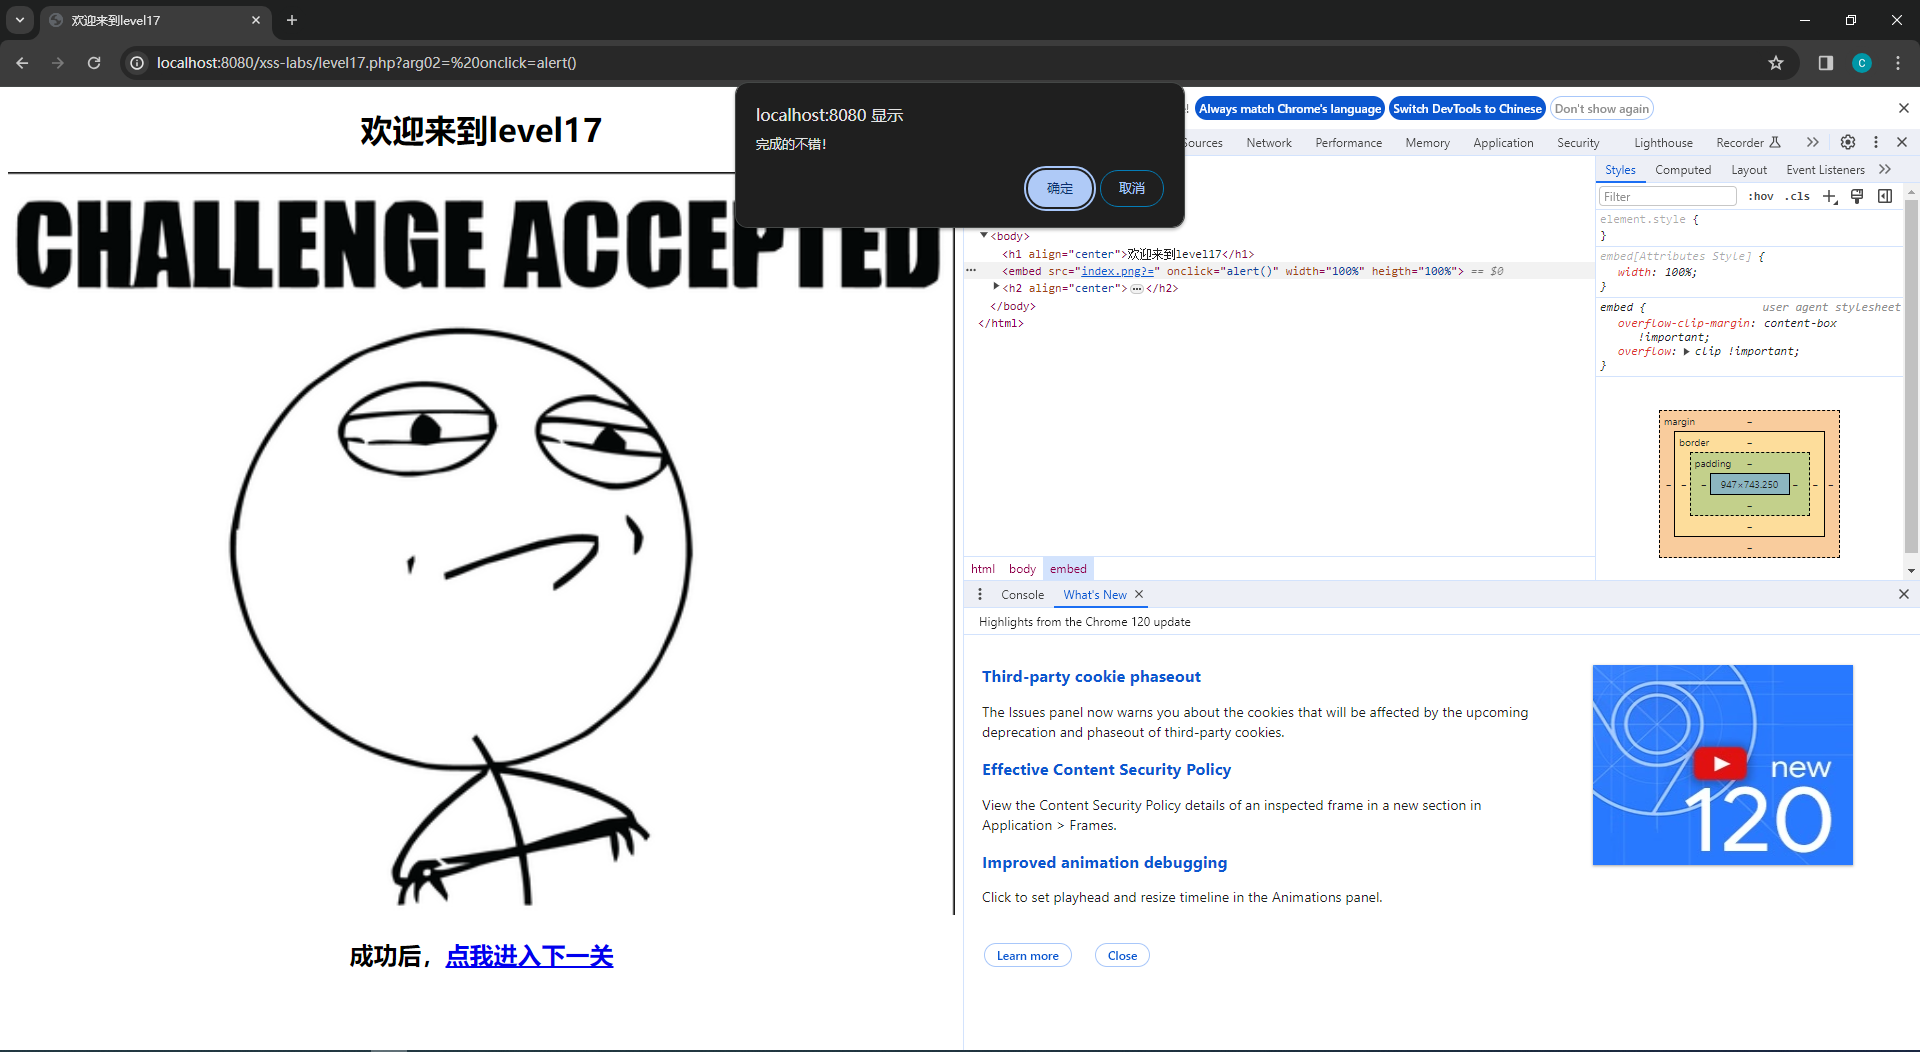 欢迎来到level17
localhost:8080/xss-labs/level17.php?arg02=%20onclick=alert()
C
欢迎来到level17
CHALLENGE ACCEPTED
成功后，点我进入下一关
localhost:8080 显示
完成的不错！
确定
取消
! Always match Chrome's language Switch DevTools to Chinese Don't show again
Sources Network Performance Memory Application Security Lighthouse Recorder
<body>
<h1 align="center">欢迎来到level17</h1>
<embed src="index.png?=" onclick="alert()" width="100%" heigth="100%"> == $0
<h2 align="center">…</h2>
</body>
</html>
html body embed
Styles Computed Layout Event Listeners
Filter :hov .cls
element.style {
}
embed[Attributes Style] {
width: 100%;
}
embed { user agent stylesheet
overflow-clip-margin: content-box
!important;
overflow: clip !important;
}
margin –
border –
padding –
– – – 947×743.250 – – –
–
–
–
Console What's New
Highlights from the Chrome 120 update
Third-party cookie phaseout
The Issues panel now warns you about the cookies that will be affected by the upcoming
deprecation and phaseout of third-party cookies.
Effective Content Security Policy
View the Content Security Policy details of an inspected frame in a new section in
Application > Frames.
Improved animation debugging
Click to set playhead and resize timeline in the Animations panel.
Learn more Close
new
120